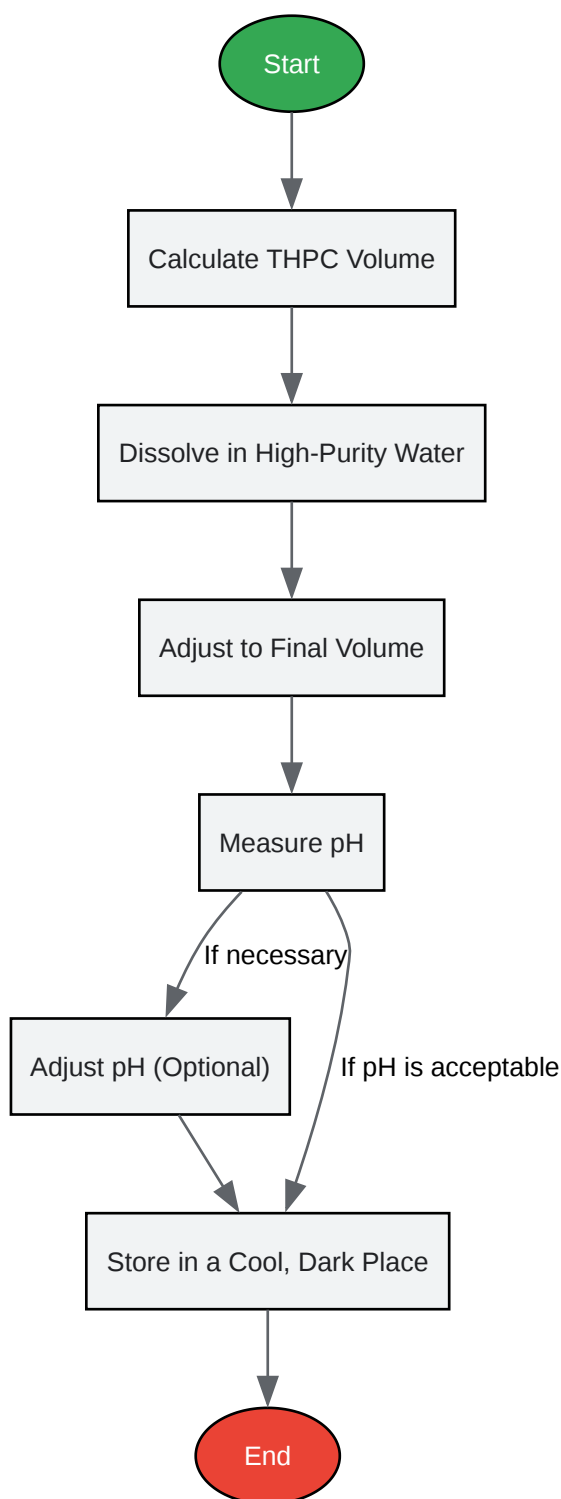 Start
Calculate THPC Volume
Dissolve in High-Purity Water
Adjust to Final Volume
Measure pH
If necessary
Adjust pH (Optional)
If pH is acceptable
Store in a Cool, Dark Place
End